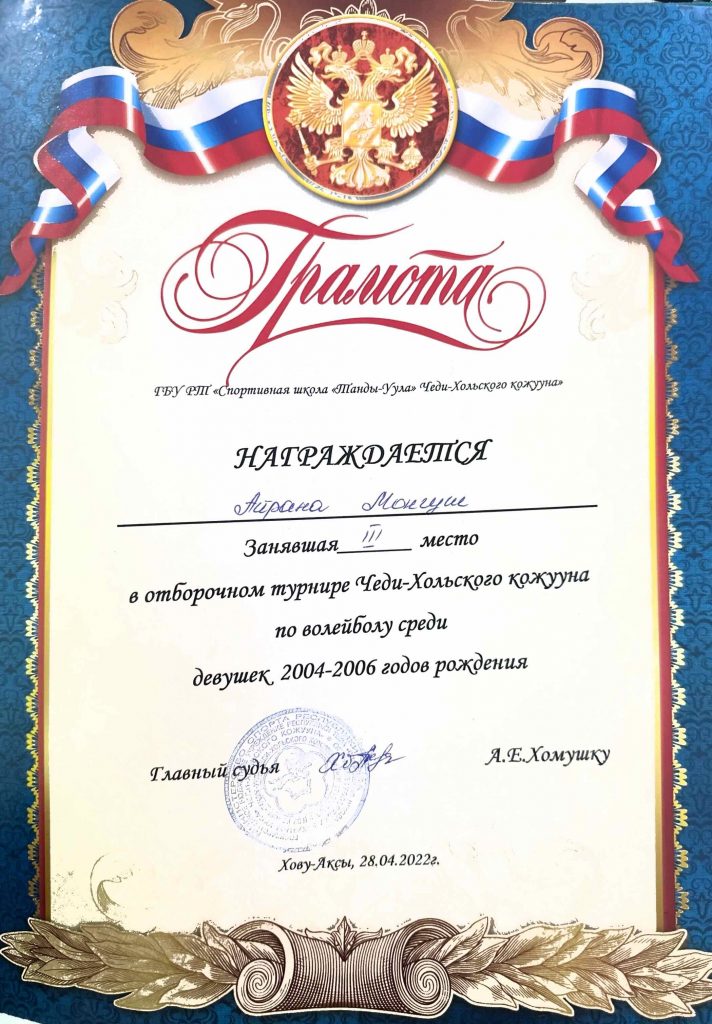 Грамота
ГБУ РТ «Спортивная школа «Танды-Уула» Чеди-Хольского кожууна»
НАГРАЖДАЕТСЯ
Айрана Монгуш
Занявшая III место
в отборочном турнире Чеди-Хольского кожууна
по волейболу среди
девушек 2004-2006 годов рождения
Главный судья А.Е.Хомушку
Хову-Аксы, 28.04.2022г.